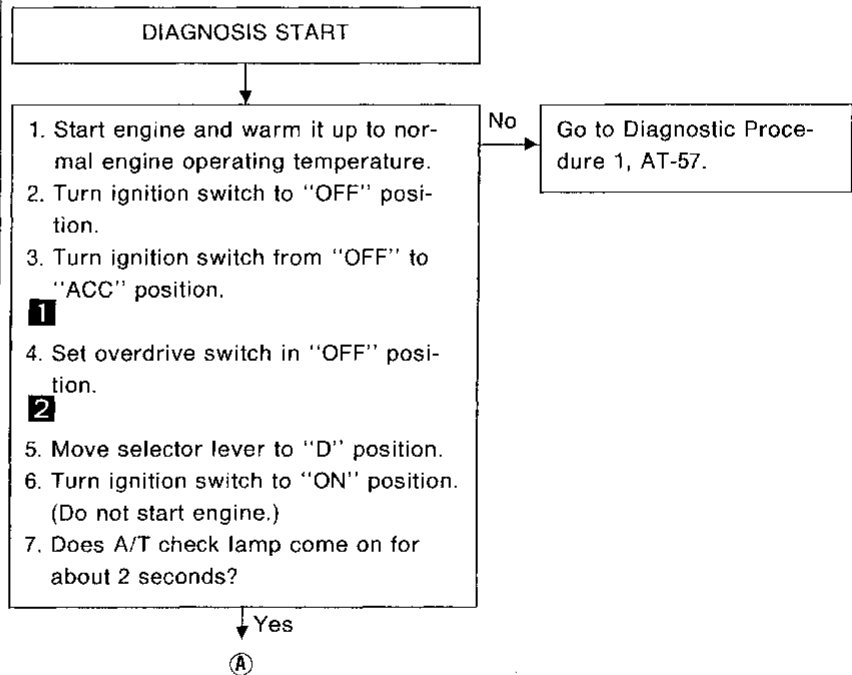 DIAGNOSIS START
1. Start engine and warm it up to nor-
mal engine operating temperature.
2. Turn ignition switch to "OFF" posi-
tion.
3. Turn ignition switch from "OFF" to
"ACC" position.
1
4. Set overdrive switch in "OFF" posi-
tion.
2
5. Move selector lever to "D" position.
6. Turn ignition switch to "ON" position.
(Do not start engine.)
7. Does A/T check lamp come on for
about 2 seconds?
No
Go to Diagnostic Proce-
dure 1, AT-57.
Yes
Ⓐ